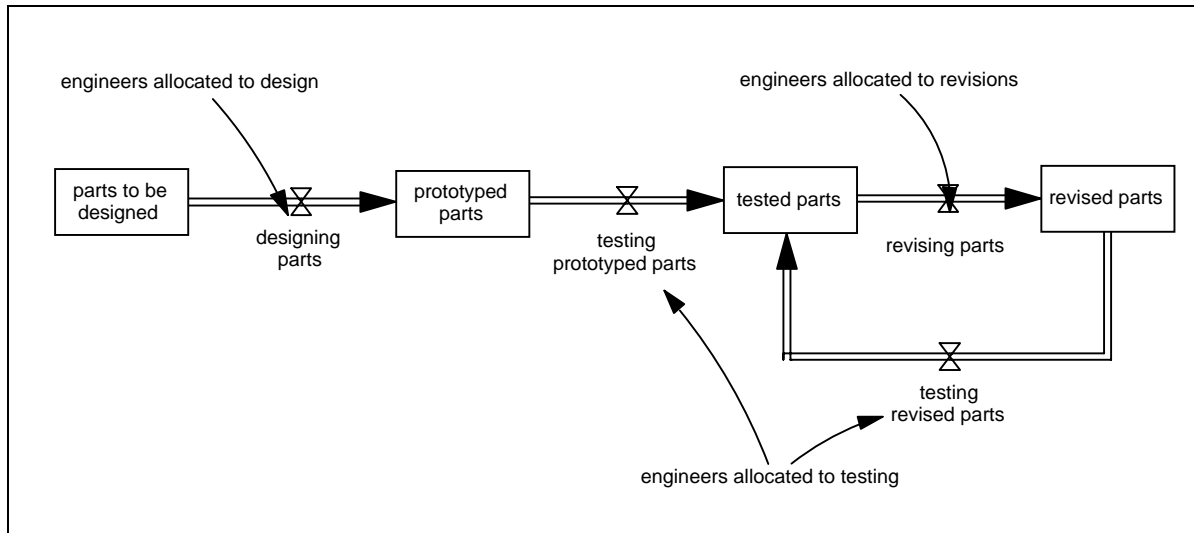 engineers allocated to design
engineers allocated to revisions
parts to be
designed
prototyped
parts
tested parts
revised parts
designing
parts
testing
prototyped parts
revising parts
testing
revised parts
engineers allocated to testing